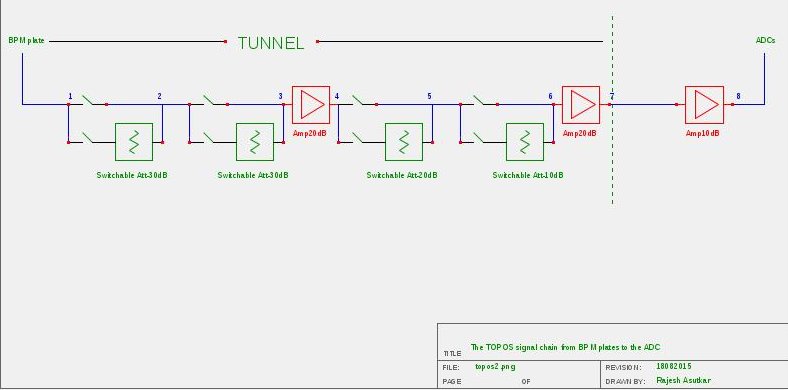 BPM plate
TUNNEL
ADCs
1
2
3
4
5
6
7
8
Amp20dB
Amp20dB
Amp10dB
Switchable Att-30dB
Switchable Att-30dB
Switchable Att-20dB
Switchable Att-10dB
TITLE The TOPOS signal chain from BPM plates to the ADC
FILE: topos2.png
REVISION: 18082015
PAGE OF
DRAWN BY: Rajesh Asutkar